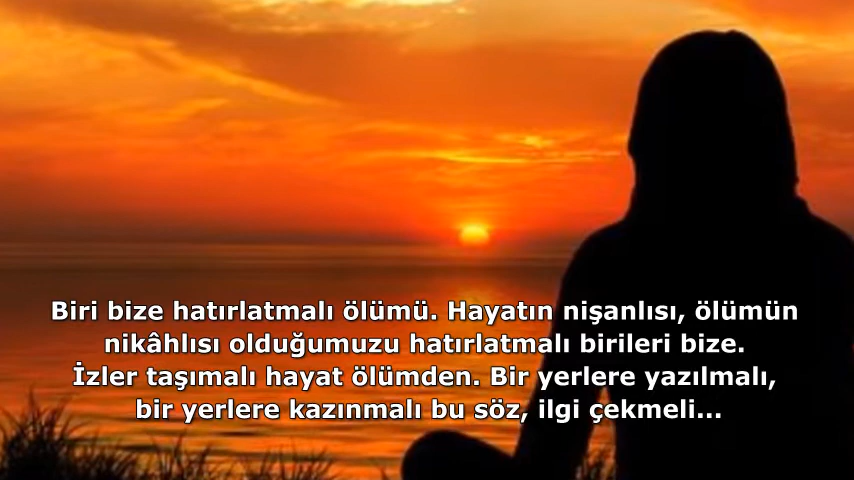 Biri bize hatırlatmalı ölümü. Hayatın nişanlısı, ölümün
nikâhlısı olduğumuzu hatırlatmalı birileri bize.
İzler taşımalı hayat ölümden. Bir yerlere yazılmalı,
bir yerlere kazınmalı bu söz, ilgi çekmeli...